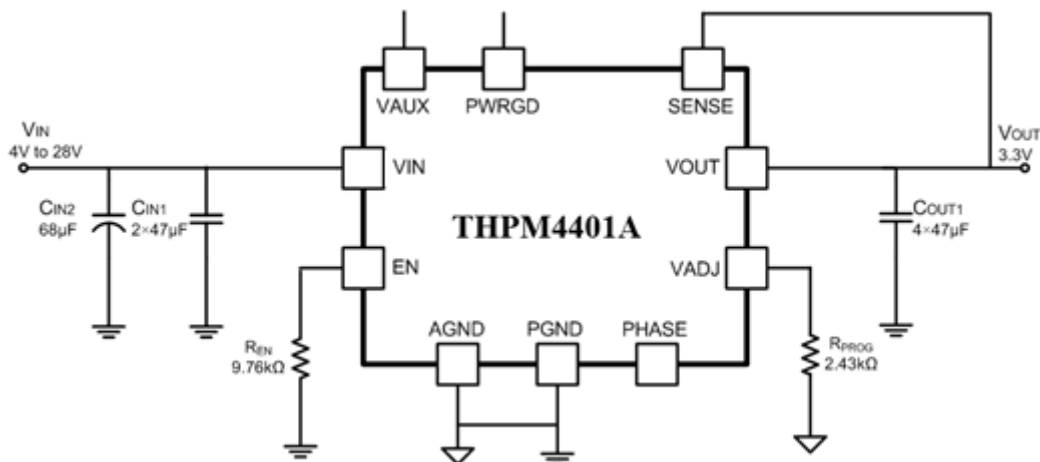 VAUX
PWRGD
SENSE
VIN
4V to 28V
VIN
VOUT
VOUT
3.3V
CIN2
68µF
CIN1
2×47µF
THPM4401A
COUT1
4×47µF
EN
VADJ
AGND
PGND
PHASE
REN
9.76kΩ
RPROG
2.43kΩ